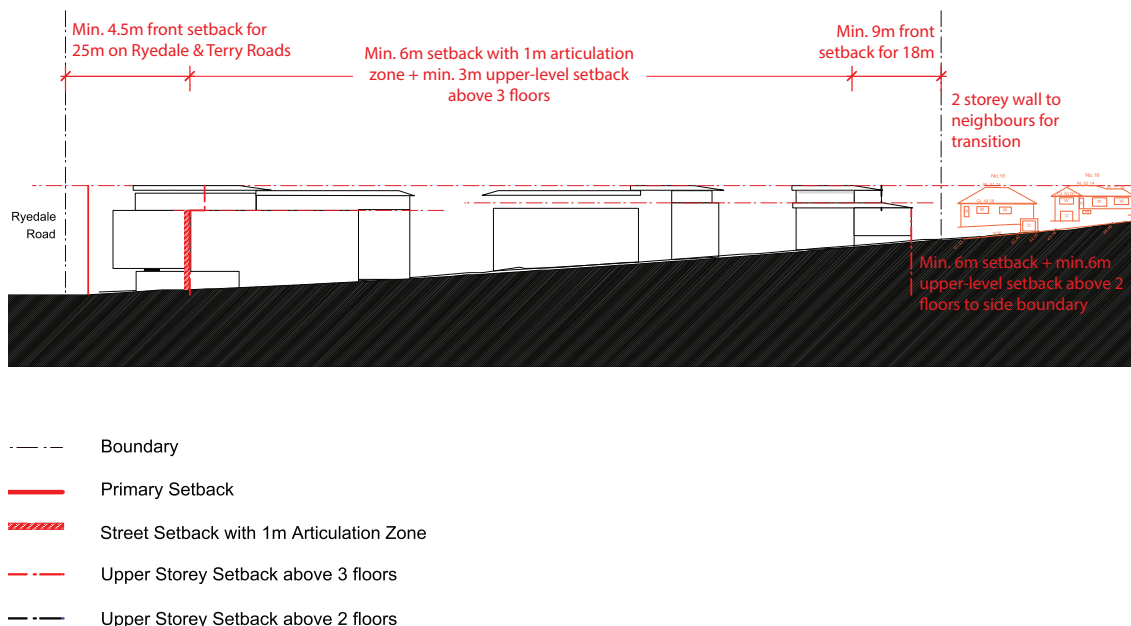 Min. 4.5m front setback for
25m on Ryedale & Terry Roads
Min. 6m setback with 1m articulation
zone + min. 3m upper-level setback
above 3 floors
Min. 9m front
setback for 18m
2 storey wall to
neighbours for
transition
Ryedale
Road
No.16
No.18
W
W
W
W
W
D
Min. 6m setback + min.6m
upper-level setback above 2
floors to side boundary
Boundary
Primary Setback
Street Setback with 1m Articulation Zone
Upper Storey Setback above 3 floors
Upper Storey Setback above 2 floors